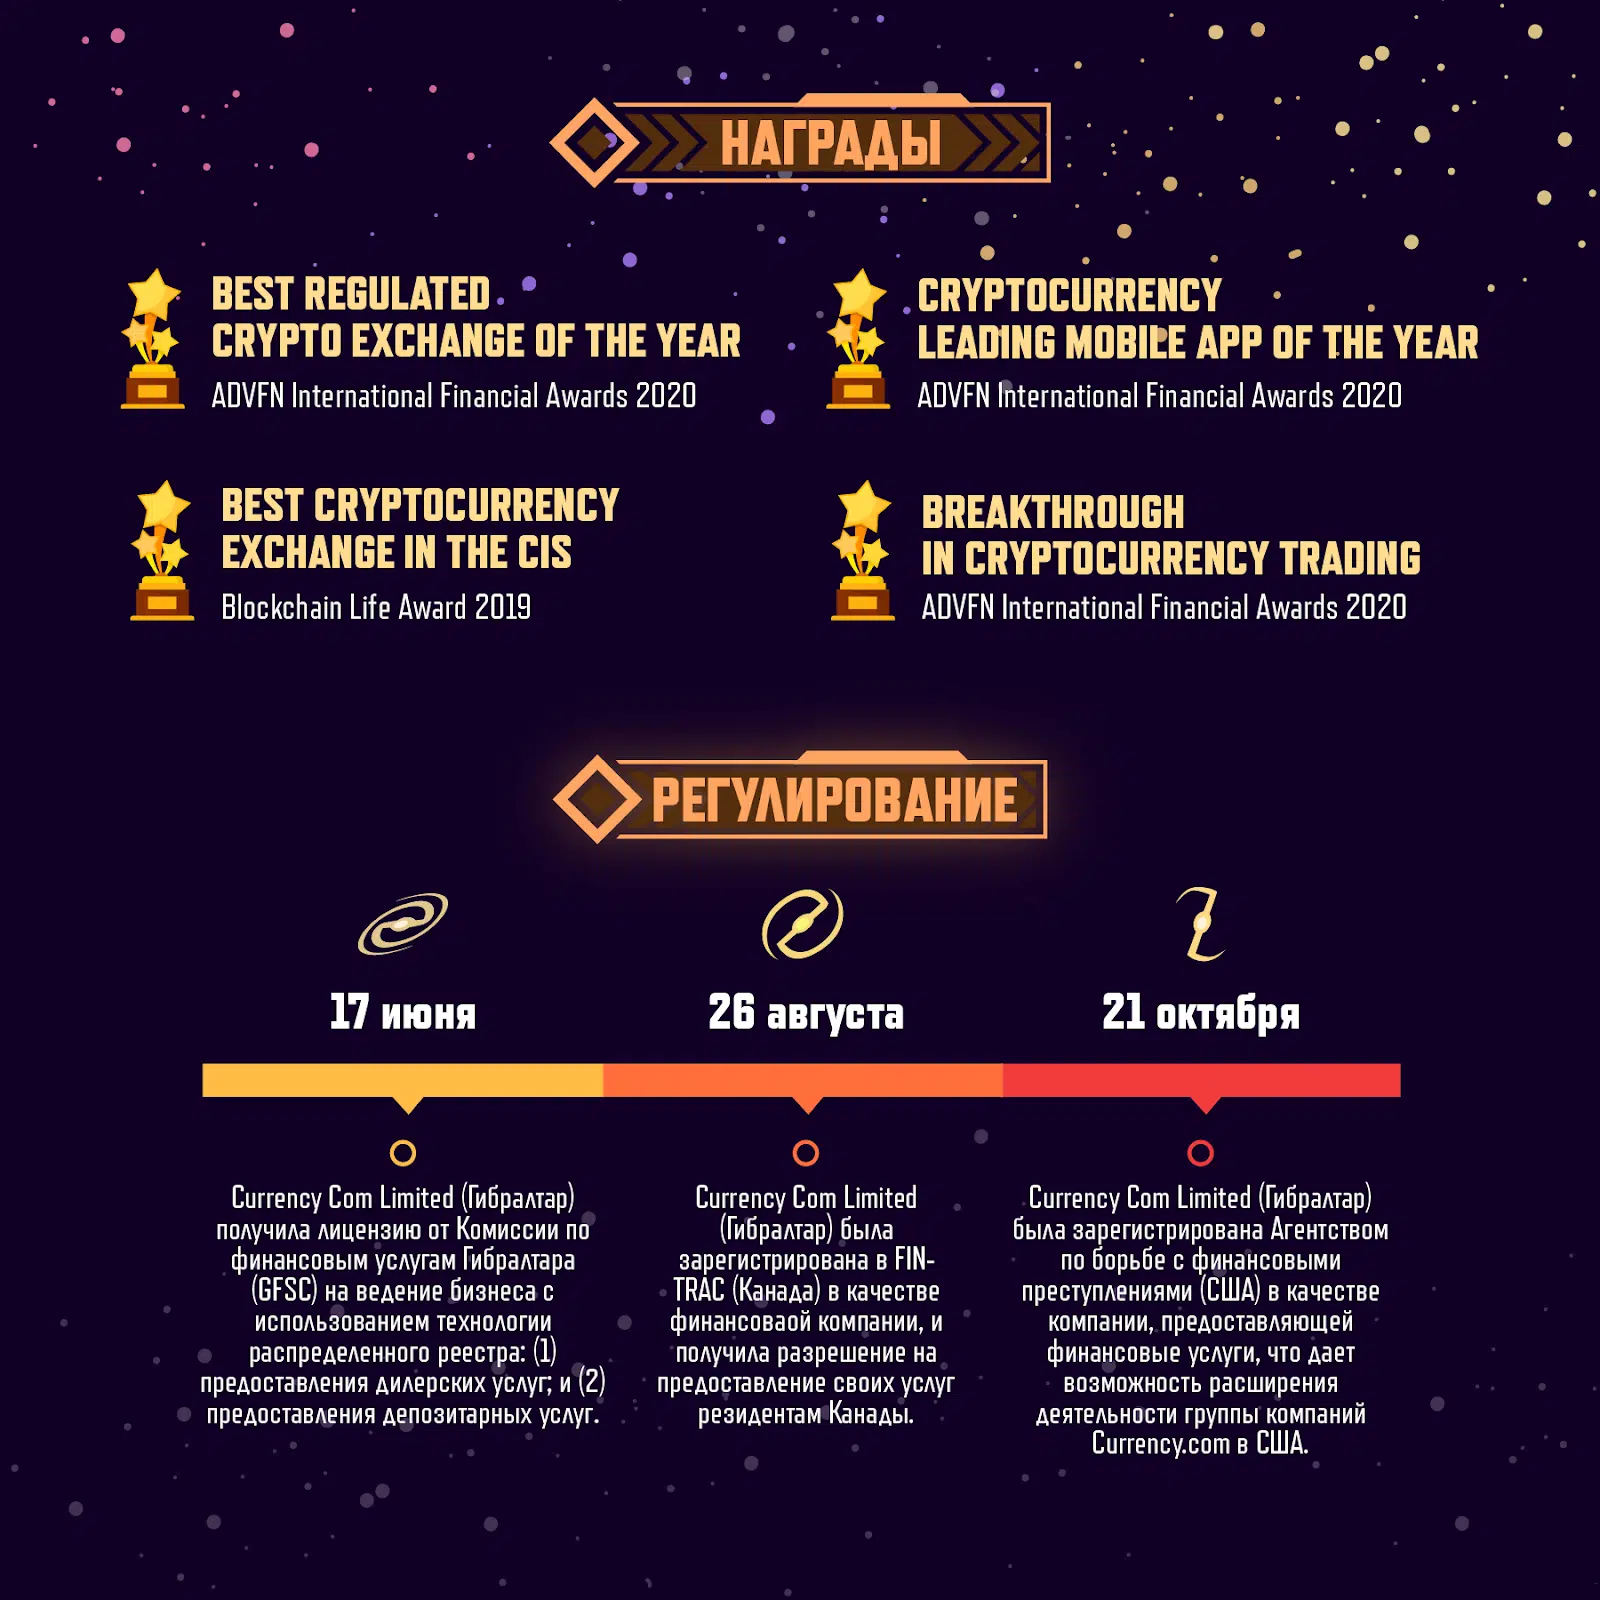 НАГРАДЫ
BEST REGULATED
CRYPTO EXCHANGE OF THE YEAR
ADVFN International Financial Awards 2020
CRYPTOCURRENCY
LEADING MOBILE APP OF THE YEAR
ADVFN International Financial Awards 2020
BEST CRYPTOCURRENCY
EXCHANGE IN THE CIS
Blockchain Life Award 2019
BREAKTHROUGH
IN CRYPTOCURRENCY TRADING
ADVFN International Financial Awards 2020
РЕГУЛИРОВАНИЕ
17 июня
Currency Com Limited (Гибралтар)
получила лицензию от Комиссии по
финансовым услугам Гибралтара
(GFSC) на ведение бизнеса с
использованием технологии
распределенного реестра: (1)
предоставления дилерских услуг; и (2)
предоставления депозитарных услуг.
26 августа
Currency Com Limited
(Гибралтар) была
зарегистрирована в FIN-
TRAC (Канада) в качестве
финансоваой компании, и
получила разрешение на
предоставление своих услуг
резидентам Канады.
21 октября
Currency Com Limited (Гибралтар)
была зарегистрирована Агентством
по борьбе с финансовыми
преступлениями (США) в качестве
компании, предоставляющей
финансовые услуги, что дает
возможность расширения
деятельности группы компаний
Currency.com в США.